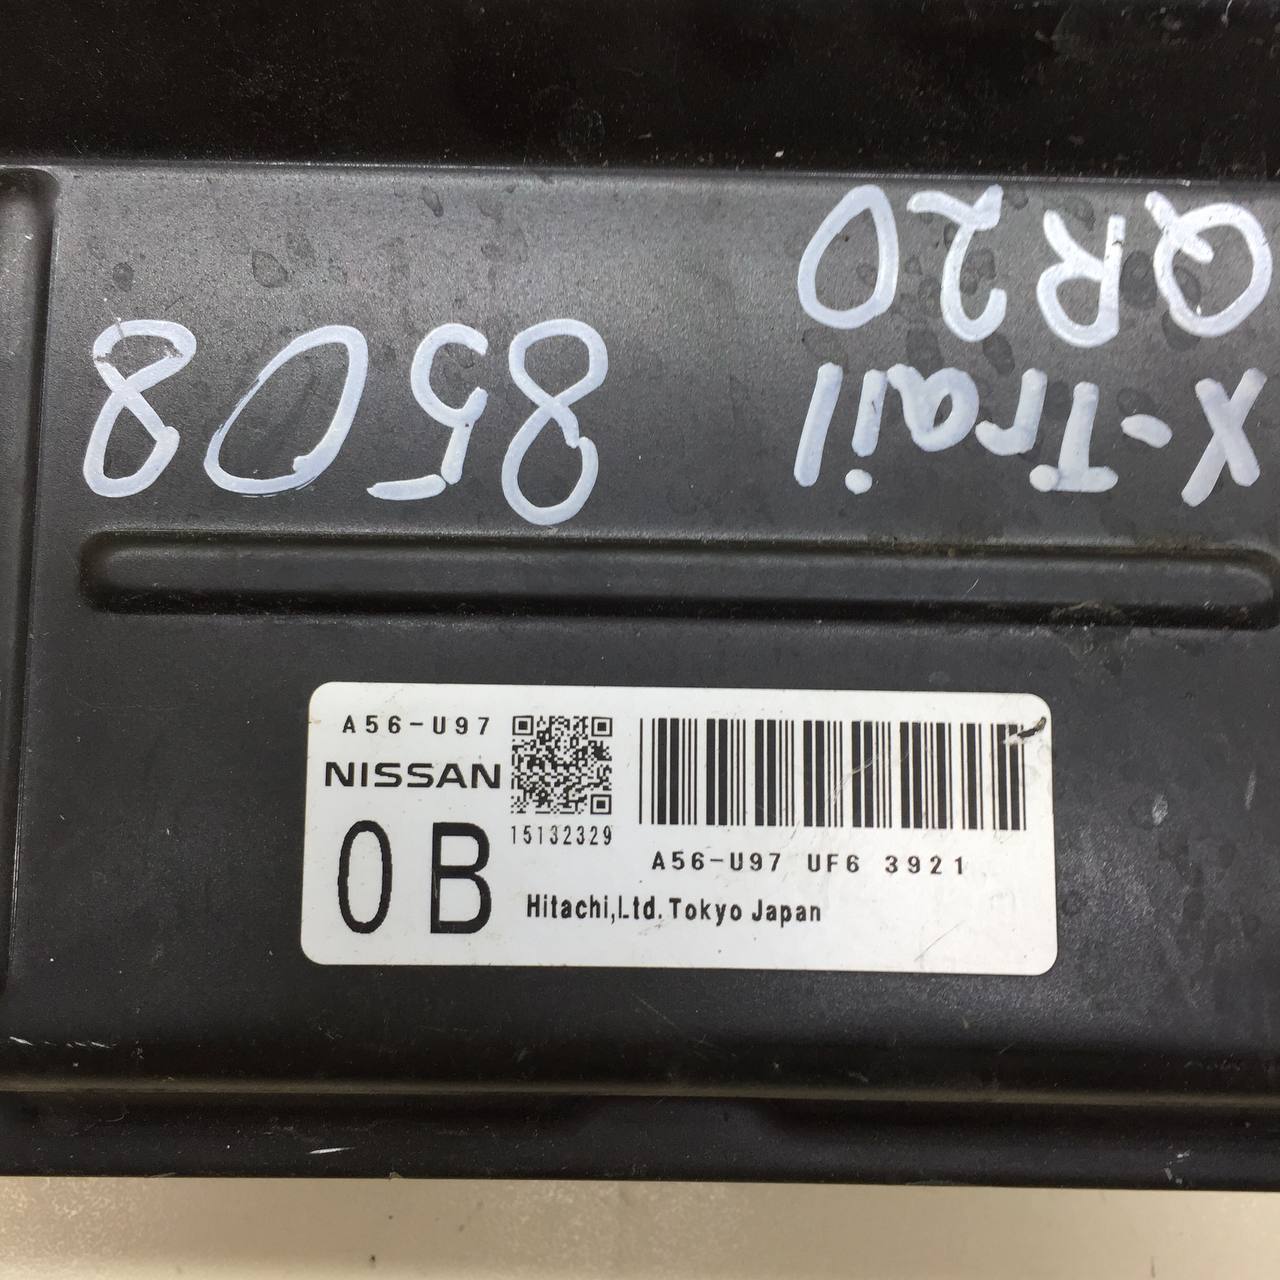 QR20
X-Trail
8508
A56-U97
NISSAN
0B
15132329
A56-U97 UF6 3921
Hitachi,Ltd. Tokyo Japan